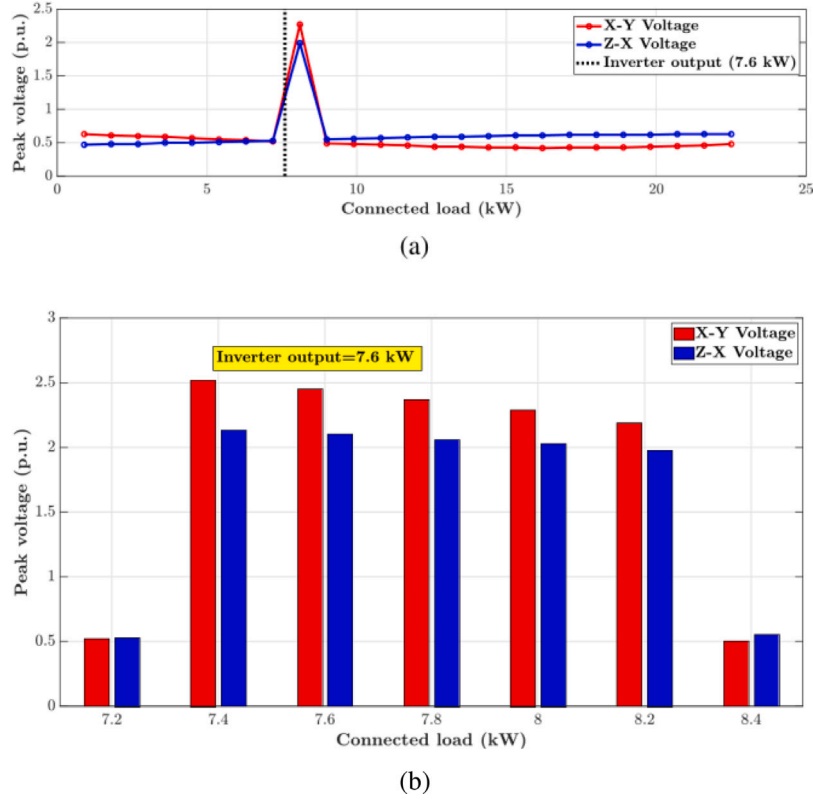 2.5
2
1.5
1
0.5
0
Peak voltage (p.u.)
X-Y Voltage
Z-X Voltage
Inverter output (7.6 kW)
0 5 10 15 20 25
Connected load (kW)
(a)
3
2.5
2
1.5
1
0.5
0
Peak voltage (p.u.)
Inverter output=7.6 kW
X-Y Voltage
Z-X Voltage
7.2 7.4 7.6 7.8 8 8.2 8.4
Connected load (kW)
(b)